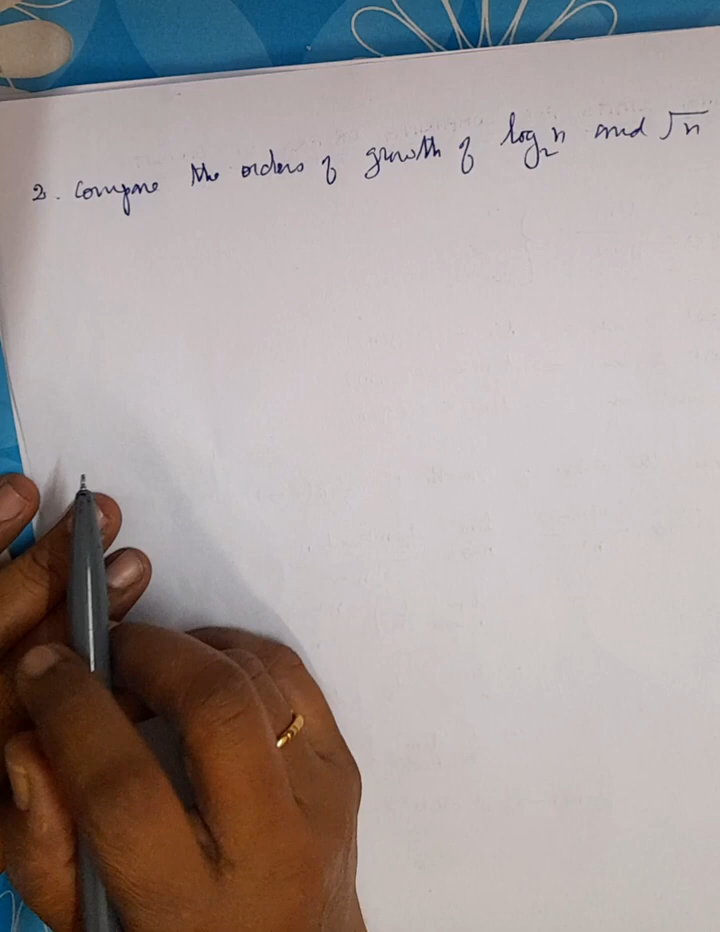 2. Compare the orders of growth of log₂n and √n